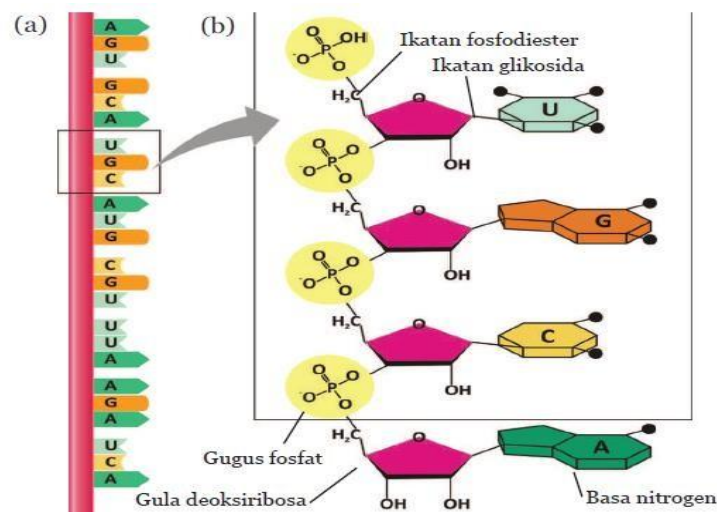 (a)
A
G
U
G
C
A
U
G
C
A
U
G
C
G
U
U
U
A
A
G
A
U
C
A
(b)
O
O
P
OH
-O
O
Ikatan fosfodiester
Ikatan glikosida
H₂C
O
U
OH
O
O
P
-O
O
H₂C
O
G
OH
O
O
P
-O
O
H₂C
O
C
OH
O
O
P
-O
O
H₂C
O
A
OH OH
Gugus fosfat
Gula deoksiribosa
Basa nitrogen